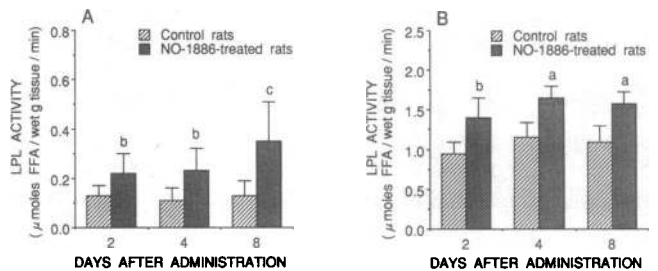 A
Control rats
NO-1886-treated rats
LPL ACTIVITY
( μmoles FFA / wet g tissue / min )
0.8
0.6
0.4
0.2
0.0
b
b
c
2 4 8
DAYS AFTER ADMINISTRATION
B
Control rats
NO-1886-treated rats
LPL ACTIVITY
( μmoles FFA / wet g tissue / min )
2.5
2.0
1.5
1.0
0.5
0.0
b
a
a
2 4 8
DAYS AFTER ADMINISTRATION